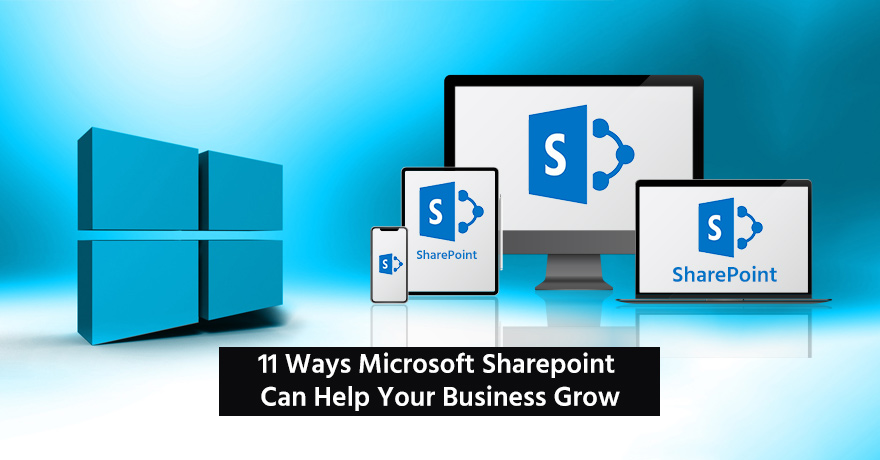 S
S
SharePoint
S
S
SharePoint
11 Ways Microsoft Sharepoint
Can Help Your Business Grow